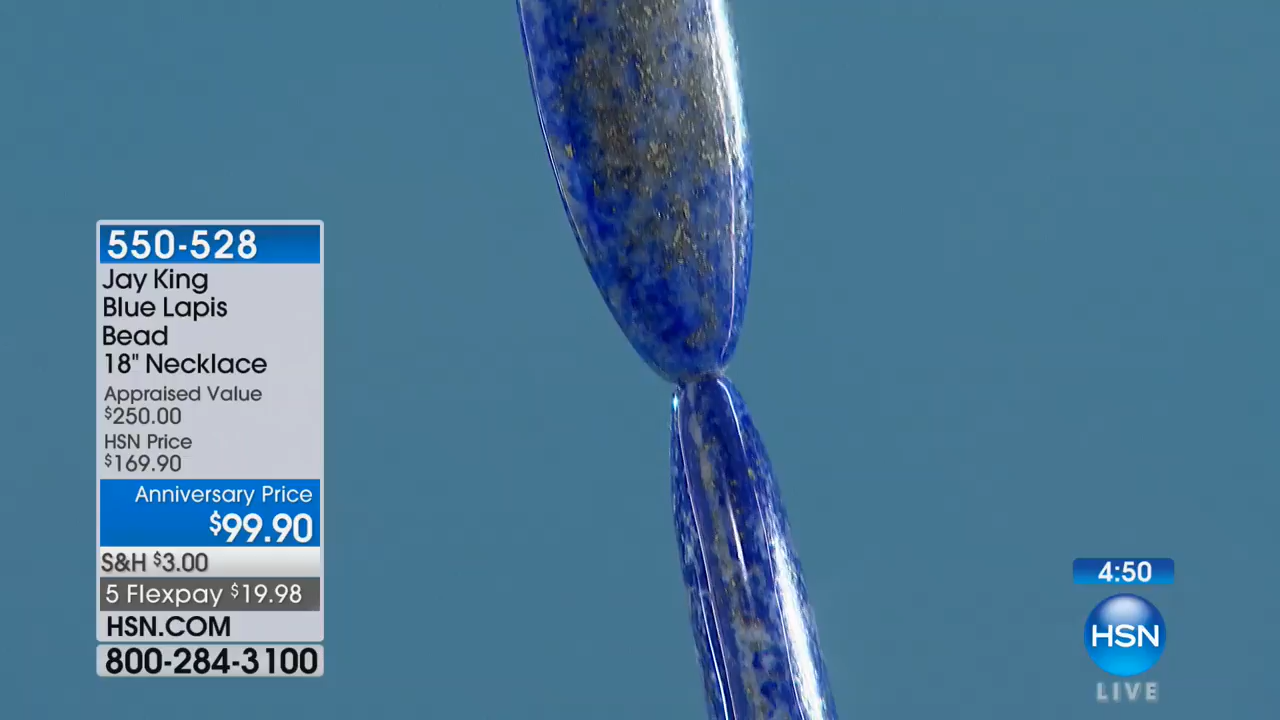 550-528
Jay King
Blue Lapis
Bead
18" Necklace
Appraised Value
$250.00
HSN Price
$169.90
Anniversary Price
$99.90
S&H $3.00
5 Flexpay $19.98
HSN.COM
800-284-3100
4:50
HSN
LIVE